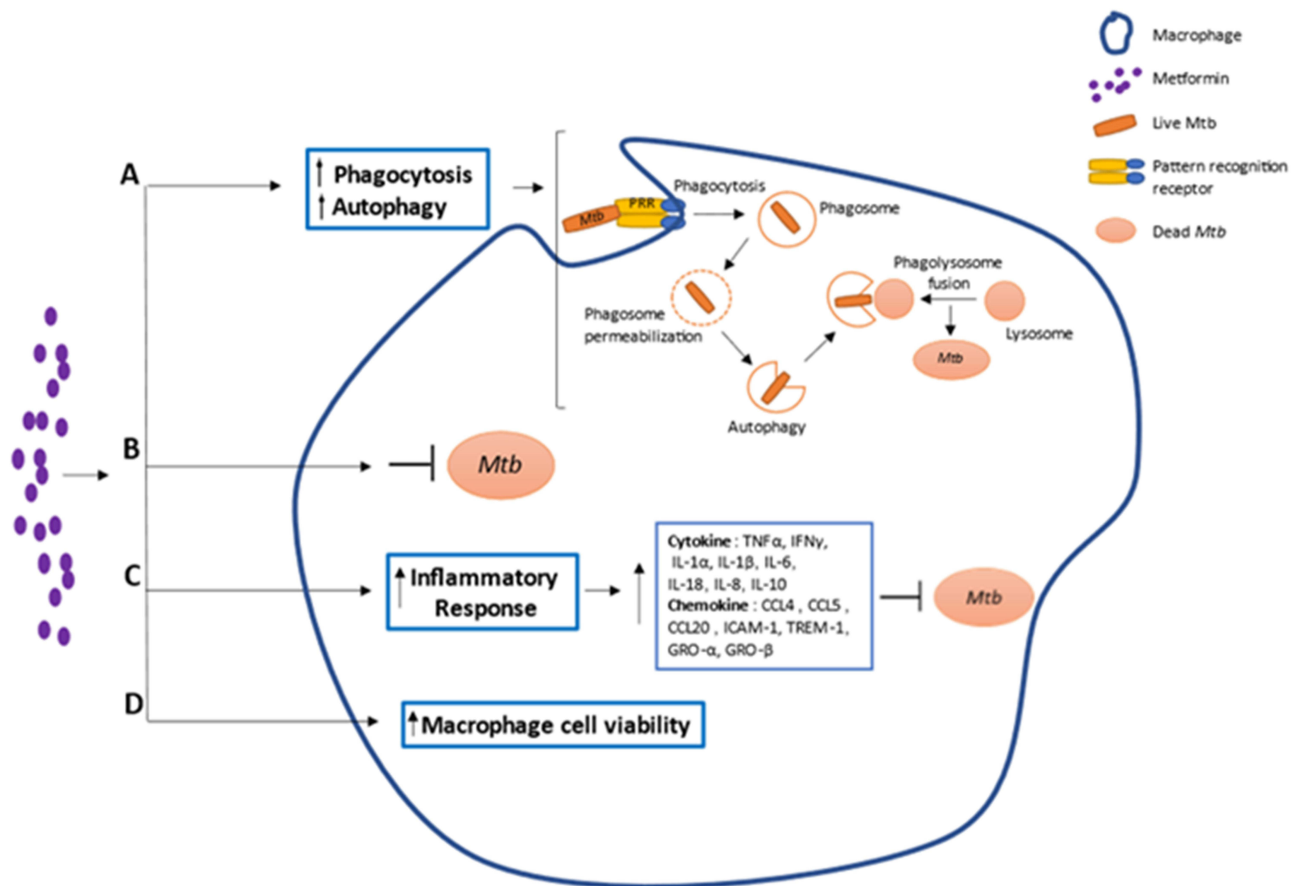 Macrophage
Metformin
Live Mtb
Pattern recognition
receptor
Dead Mtb
A
↑ Phagocytosis
↑ Autophagy
Mtb
PRR
Phagocytosis
Phagosome
Phagosome
permeabilization
Autophagy
Phagolysosome
fusion
Lysosome
Mtb
B
Mtb
C
↑ Inflammatory
Response
↑
Cytokine : TNFα, IFNγ,
IL-1α, IL-1β, IL-6,
IL-18, IL-8, IL-10
Chemokine : CCL4 , CCL5 ,
CCL20 , ICAM-1, TREM-1,
GRO-α, GRO-β
Mtb
D
↑Macrophage cell viability